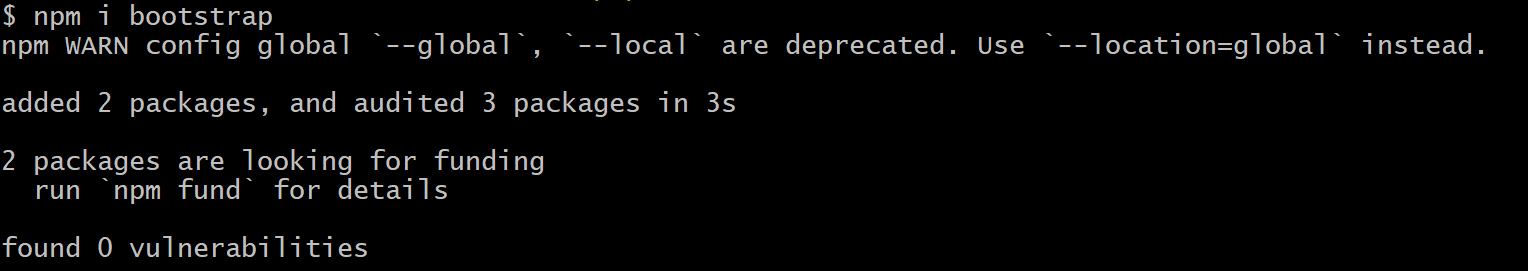 $ npm i bootstrap
npm WARN config global `--global`, `--local` are deprecated. Use `--location=global` instead.
added 2 packages, and audited 3 packages in 3s
2 packages are looking for funding
  run `npm fund` for details
found 0 vulnerabilities